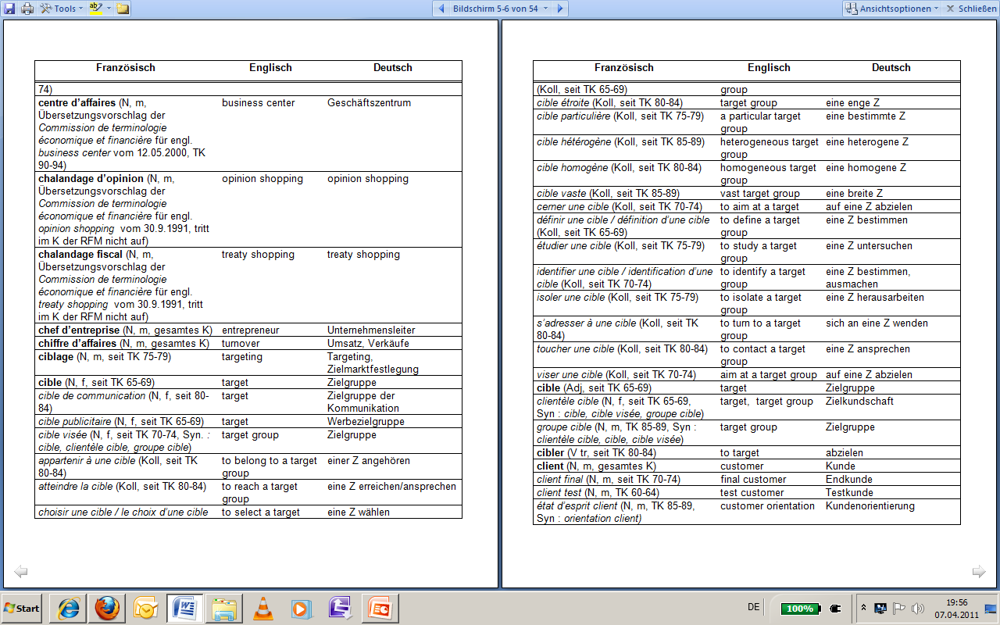 Tools
Bildschirm 5-6 von 54
Ansichtsoptionen
Schließen
Französisch Englisch Deutsch
74)
centre d'affaires (N, m, business center Geschäftszentrum
Übersetzungsvorschlag der
Commission de terminologie
économique et financière für engl.
business center vom 12.05.2000, TK
90-94)
chalandage d'opinion (N, m, opinion shopping opinion shopping
Übersetzungsvorschlag der
Commission de terminologie
économique et financière für engl.
opinion shopping vom 30.9.1991, tritt
im K der RFM nicht auf)
chalandage fiscal (N, m, treaty shopping treaty shopping
Übersetzungsvorschlag der
Commission de terminologie
économique et financière für engl.
treaty shopping vom 30.9.1991, tritt
im K der RFM nicht auf)
chef d'entreprise (N, m, gesamtes K) entrepreneur Unternehmensleiter
chiffre d'affaires (N, m, gesamtes K) turnover Umsatz, Verkäufe
ciblage (N, m, seit TK 75-79) targeting Targeting,
Zielmarktfestlegung
cible (N, f, seit TK 65-69) target Zielgruppe
cible de communication (N, f, seit 80- target Zielgruppe der
84) Kommunikation
cible publicitaire (N, f, seit TK 65-69) target Werbezielgruppe
cible visée (N, f, seit TK 70-74, Syn. : target group Zielgruppe
cible, clientèle cible, groupe cible)
appartenir à une cible (Koll, seit TK to belong to a target einer Z angehören
80-84) group
atteindre la cible (Koll, seit TK 80-84) to reach a target eine Z erreichen/ansprechen
group
choisir une cible / le choix d'une cible to select a target eine Z wählen
Französisch Englisch Deutsch
(Koll, seit TK 65-69) group
cible étroite (Koll, seit TK 80-84) target group eine enge Z
cible particulière (Koll, seit TK 75-79) a particular target eine bestimmte Z
group
cible hétérogène (Koll, seit TK 85-89) heterogeneous target eine heterogene Z
group
cible homogène (Koll, seit TK 80-84) homogeneous target eine homogene Z
group
cible vaste (Koll, seit TK 85-89) vast target group eine breite Z
cerner une cible (Koll, seit TK 70-74) to aim at a target auf eine Z abzielen
définir une cible / définition d'une cible to define a target eine Z bestimmen
(Koll, seit TK 65-69) group
étudier une cible (Koll, seit TK 75-79) to study a target eine Z untersuchen
group
identifier une cible / identification d'une to identify a target eine Z bestimmen,
cible (Koll, seit TK 70-74) group ausmachen
isoler une cible (Koll, seit TK 75-79) to isolate a target eine Z herausarbeiten
group
s'adresser à une cible (Koll, seit TK to turn to a target sich an eine Z wenden
80-84) group
toucher une cible (Koll, seit TK 80-84) to contact a target eine Z ansprechen
group
viser une cible (Koll, seit TK 70-74) aim at a target group auf eine Z abzielen
cible (Adj, seit TK 65-69) target Zielgruppe
clientèle cible (N, f, seit TK 65-69, target, target group Zielkundschaft
Syn : cible, cible visée, groupe cible)
groupe cible (N, m, TK 85-89, Syn : target group Zielgruppe
clientèle cible, cible, cible visée)
cibler (V tr, seit TK 80-84) to target abzielen
client (N, m, gesamtes K) customer Kunde
client final (N, m, seit TK 70-74) final customer Endkunde
client test (N, m, TK 60-64) test customer Testkunde
état d'esprit client (N, m, TK 85-89, customer orientation Kundenorientierung
Syn : orientation client)
Start
DE
100%
19:56
07.04.2011